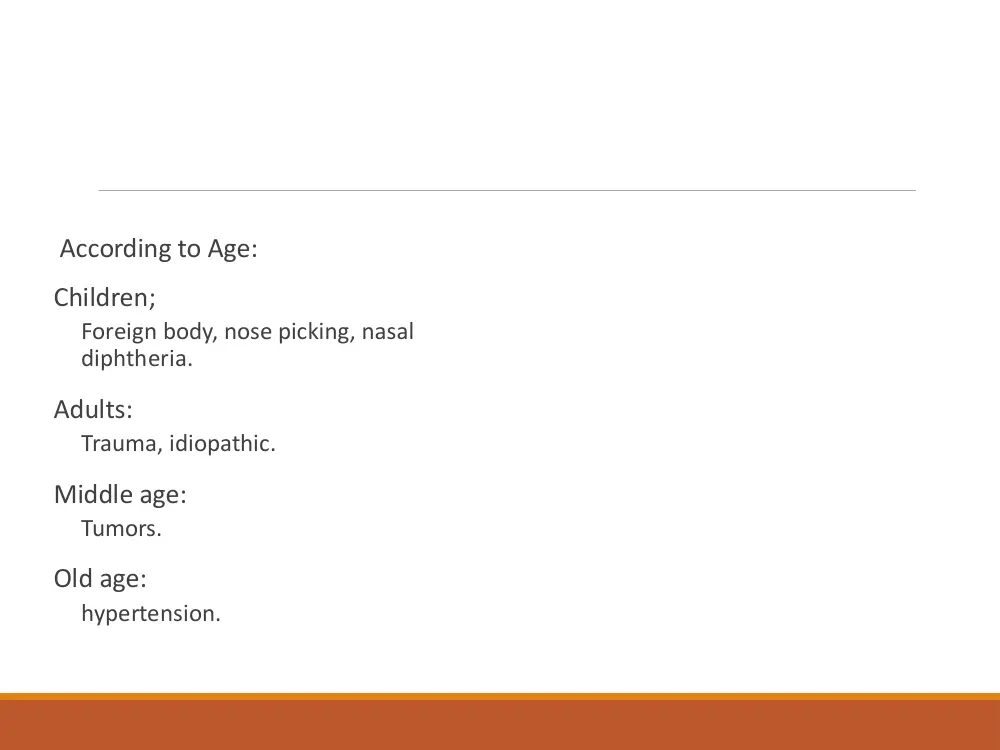 According to Age:
Children;
Foreign body, nose picking, nasal
diphtheria.
Adults:
Trauma, idiopathic.
Middle age:
Tumors.
Old age:
hypertension.